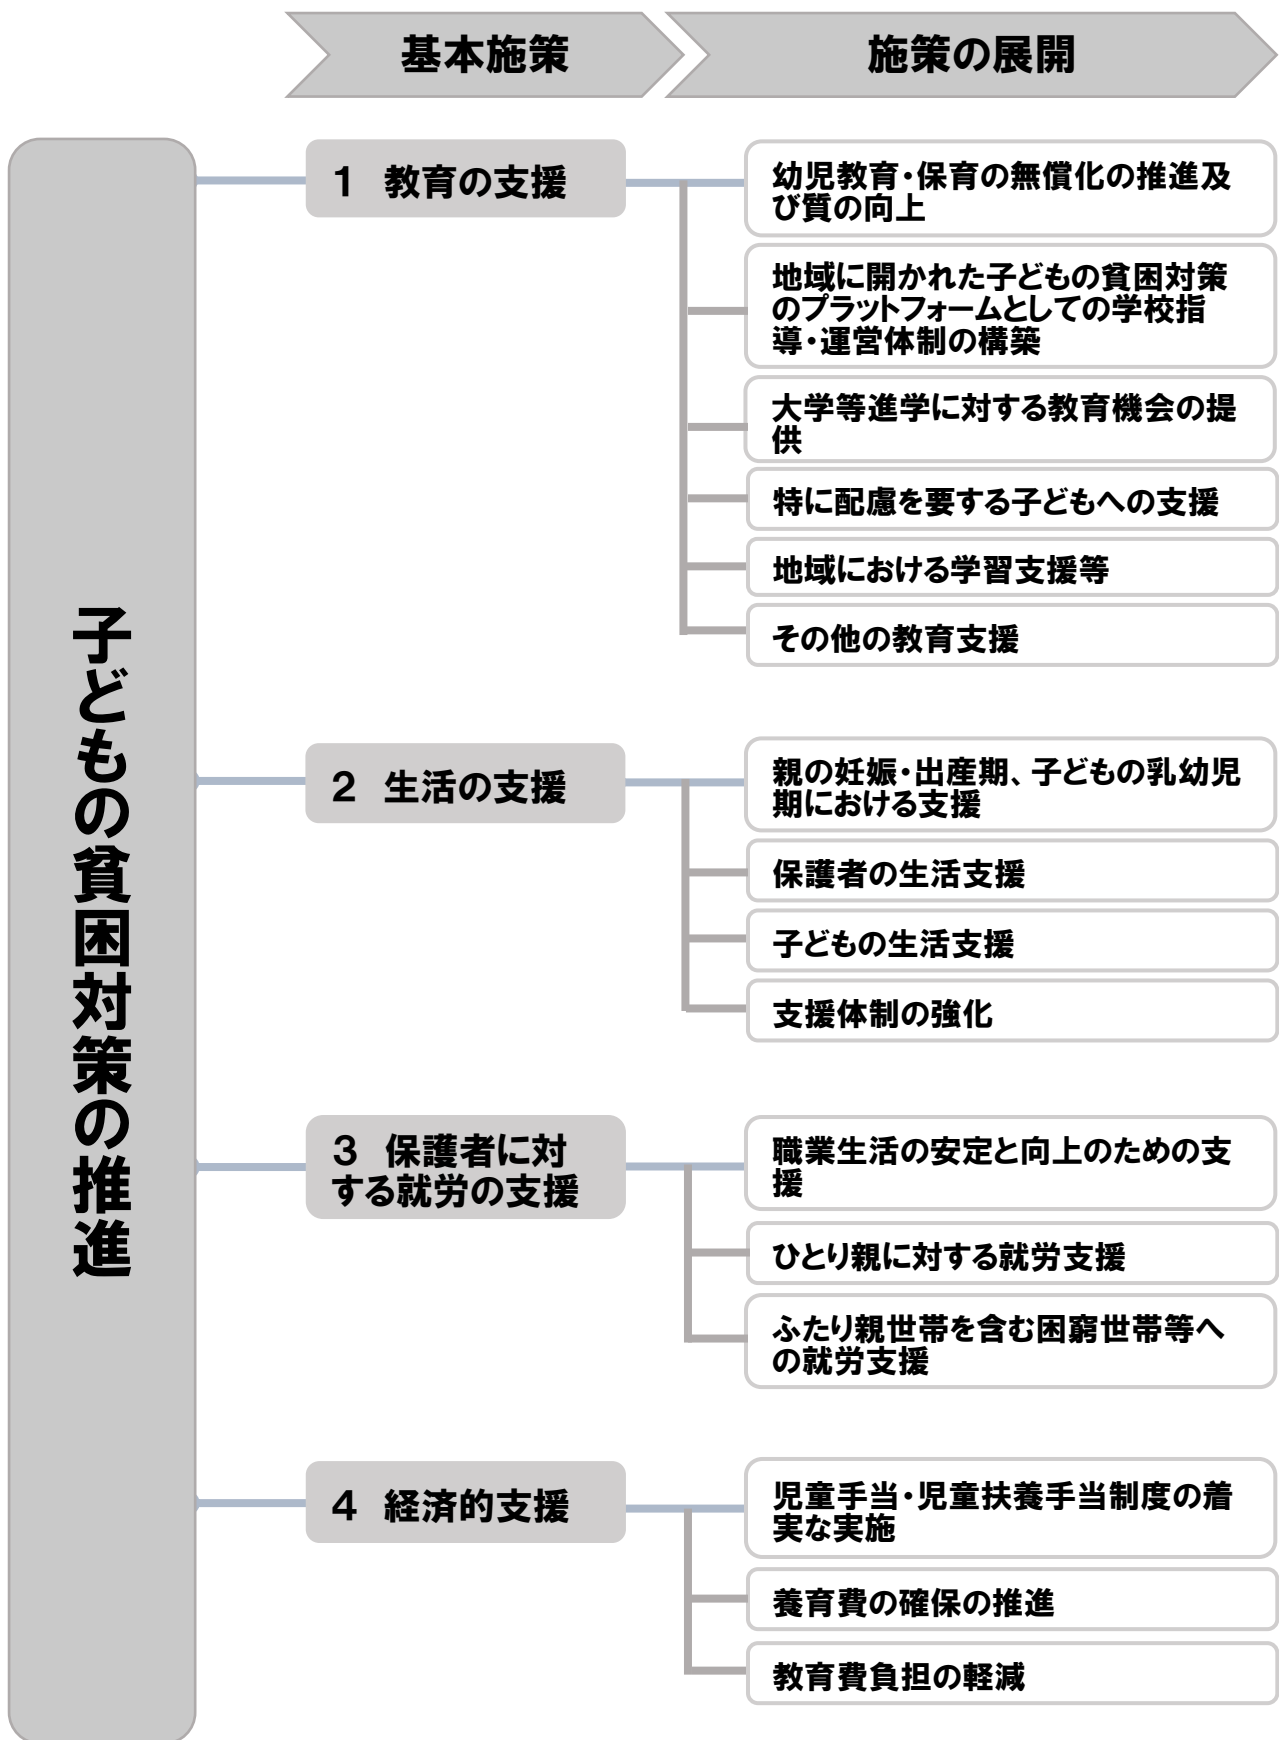 基本施策
施策の展開
子どもの貧困対策の推進
1 教育の支援
幼児教育・保育の無償化の推進及
び質の向上
地域に開かれた子どもの貧困対策
のプラットフォームとしての学校指
導・運営体制の構築
大学等進学に対する教育機会の提
供
特に配慮を要する子どもへの支援
地域における学習支援等
その他の教育支援
2 生活の支援
親の妊娠・出産期、子どもの乳幼児
期における支援
保護者の生活支援
子どもの生活支援
支援体制の強化
3 保護者に対
する就労の支援
職業生活の安定と向上のための支
援
ひとり親に対する就労支援
ふたり親世帯を含む困窮世帯等へ
の就労支援
4 経済的支援
児童手当・児童扶養手当制度の着
実な実施
養育費の確保の推進
教育費負担の軽減